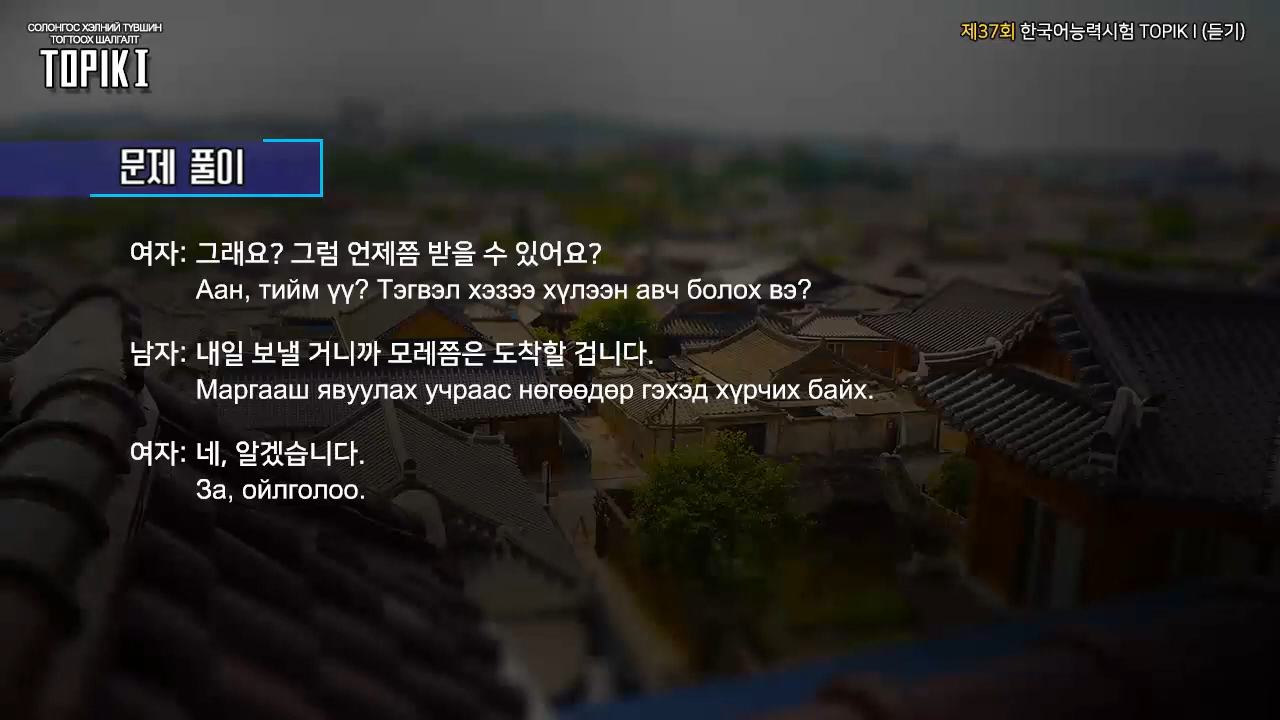 СОЛОНГОС ХЭЛНИЙ ТҮВШИН
ТОГТООХ ШАЛГАЛТ
TOPIK I
제37회 한국어능력시험 TOPIK I (듣기)
문제 풀이
여자: 그래요? 그럼 언제쯤 받을 수 있어요?
Аан, тийм үү? Тэгвэл хэзээ хүлээн авч болох вэ?
남자: 내일 보낼 거니까 모레쯤은 도착할 겁니다.
Маргааш явуулах учраас нөгөөдөр гэхэд хүрчих байх.
여자: 네, 알겠습니다.
За, ойлголоо.